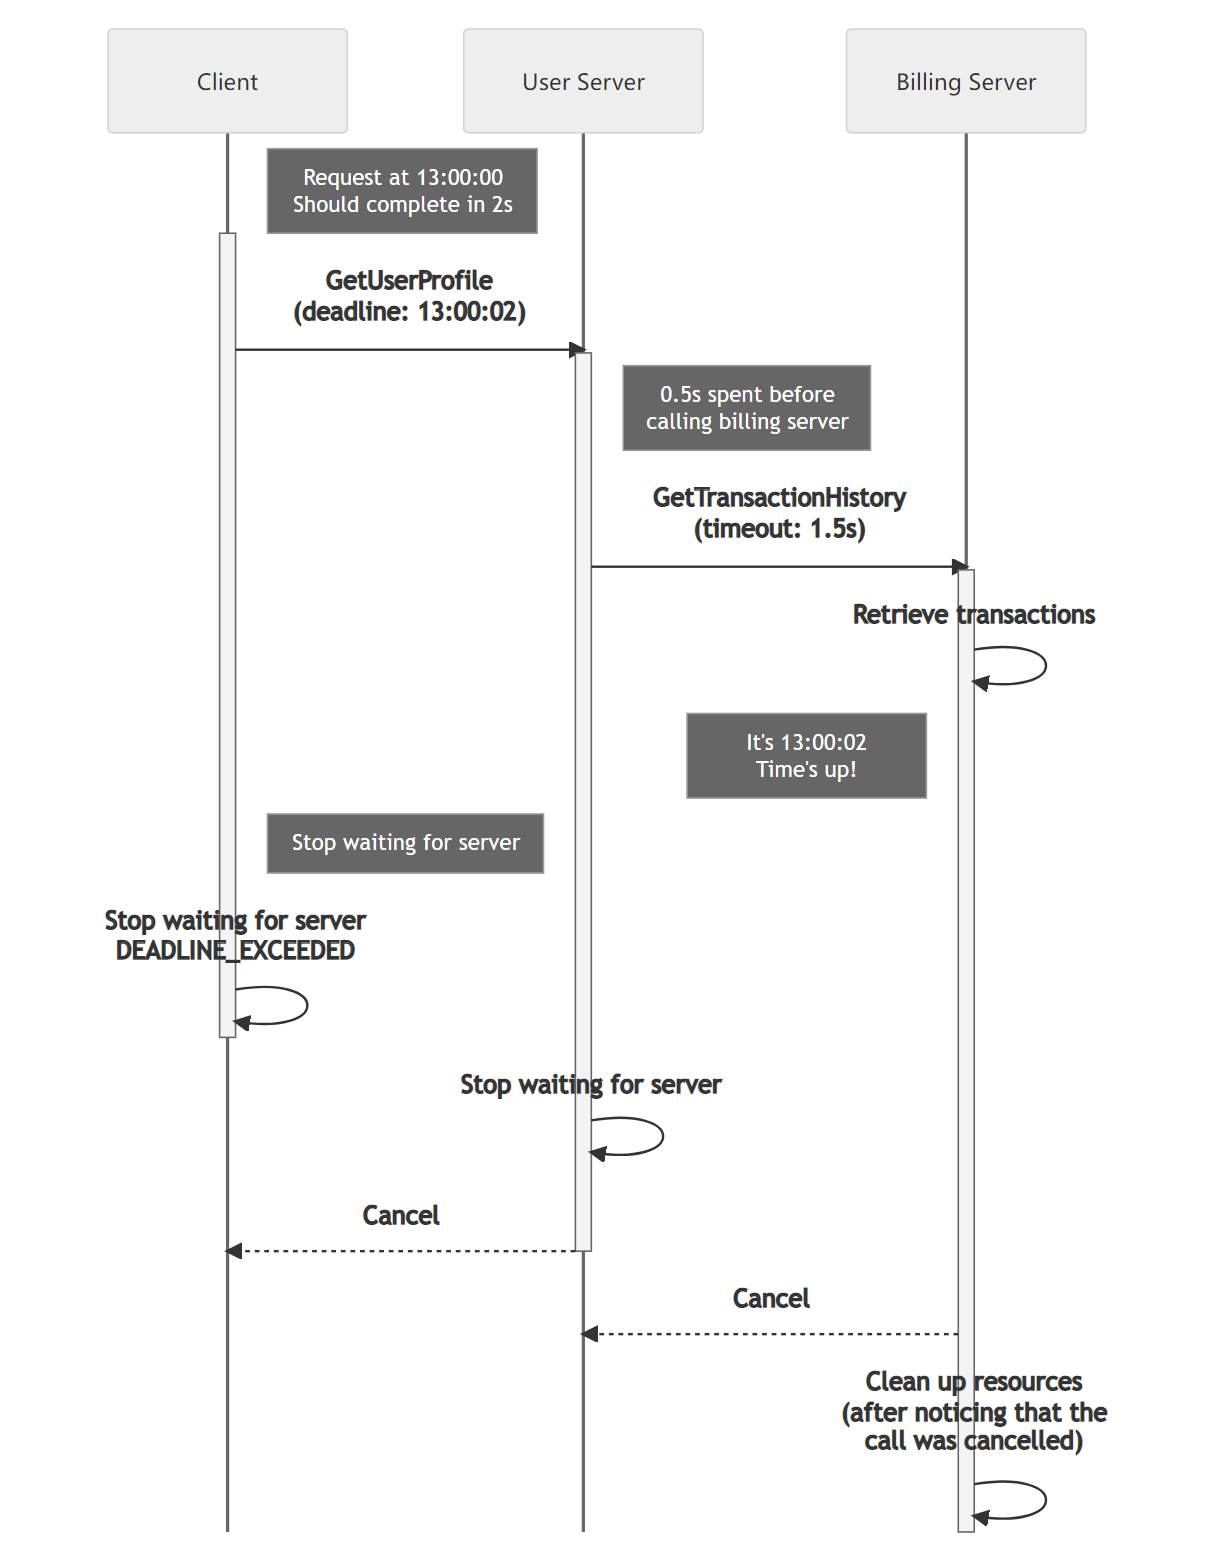 Client
User Server
Billing Server
Request at 13:00:00
Should complete in 2s
GetUserProfile
(deadline: 13:00:02)
0.5s spent before
calling billing server
GetTransactionHistory
(timeout: 1.5s)
Retrieve transactions
It's 13:00:02
Time's up!
Stop waiting for server
Stop waiting for server
DEADLINE_EXCEEDED
Stop waiting for server
Cancel
Cancel
Clean up resources
(after noticing that the
call was cancelled)